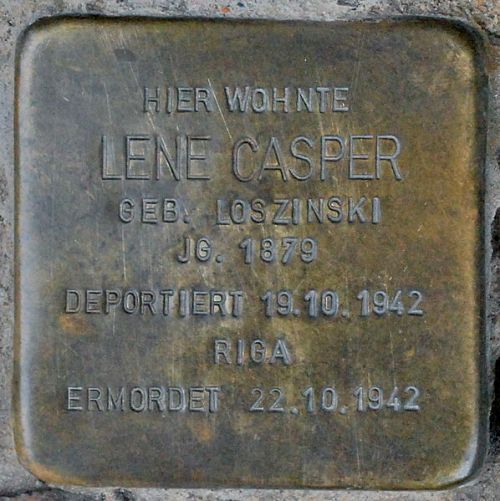 HIER WOHNTE
LENE CASPER
GEB. LOSZINSKI
JG. 1879
DEPORTIERT 19.10.1942
RIGA
ERMORDET 22.10.1942